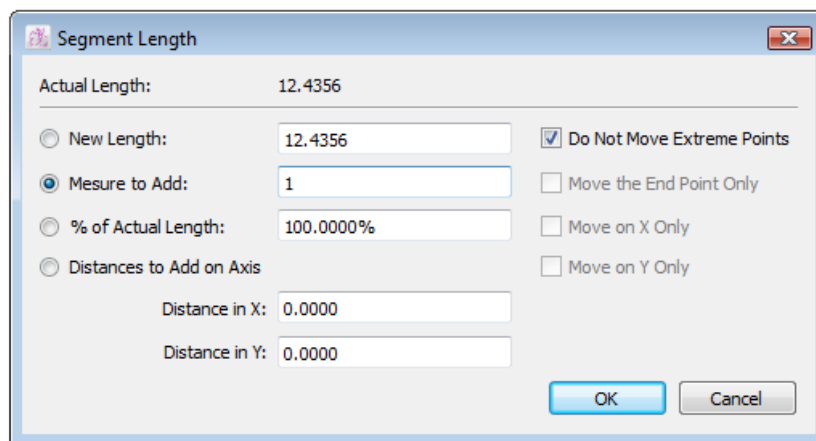 Segment Length
Actual Length: 12.4356
New Length: 12.4356 Do Not Move Extreme Points
Mesure to Add: 1 Move the End Point Only
% of Actual Length: 100.0000% Move on X Only
Distances to Add on Axis Move on Y Only
Distance in X: 0.0000
Distance in Y: 0.0000
OK Cancel